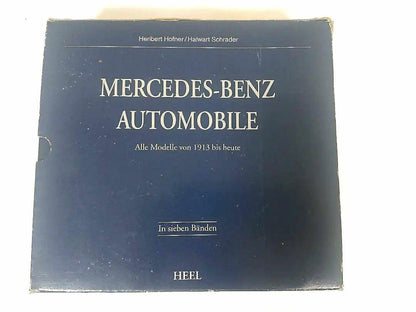 Heribert Hofner/Halwart Schrader
MERCEDES-BENZ
AUTOMOBILE
Alle Modelle von 1913 bis heute
In sieben Bänden
HEEL